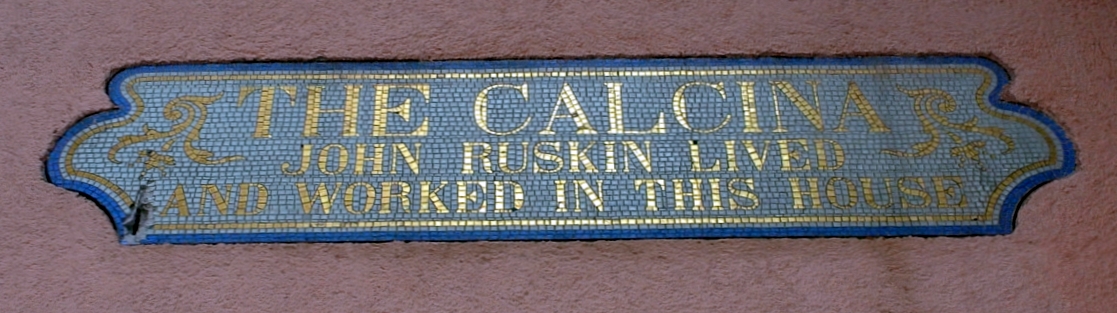 THE CALCINA
JOHN RUSKIN LIVED
AND WORKED IN THIS HOUSE